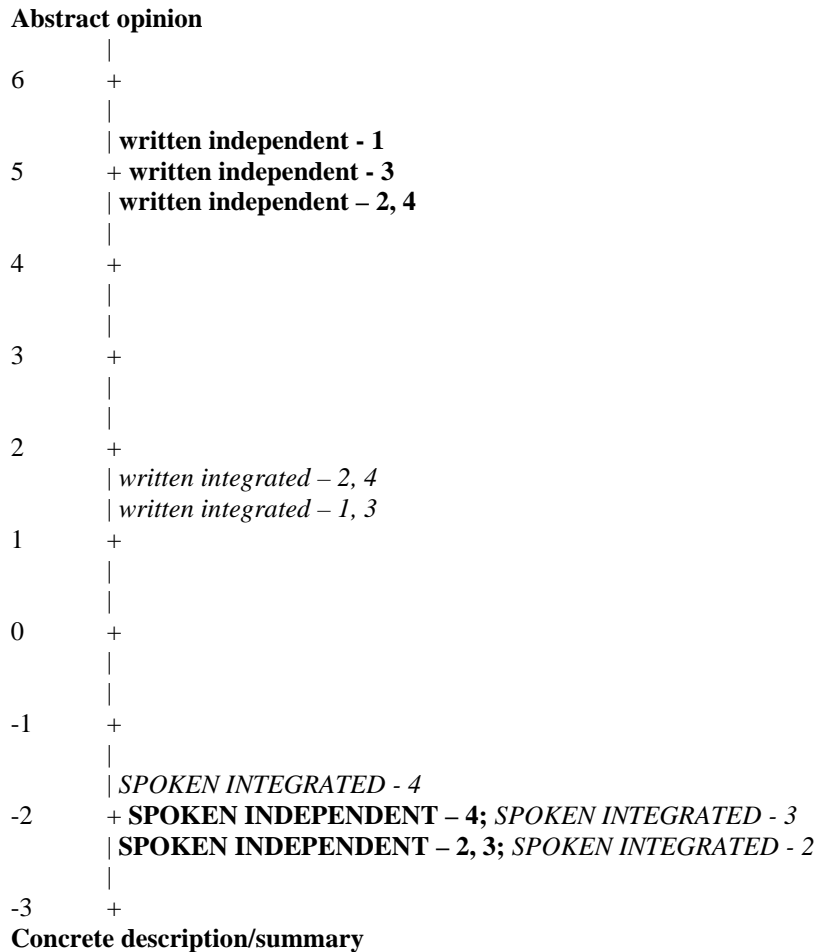 Abstract opinion
|
6 +
|
| written independent - 1
5 + written independent - 3
| written independent – 2, 4
|
4 +
|
|
3 +
|
|
2 +
| written integrated – 2, 4
| written integrated – 1, 3
1 +
|
|
0 +
|
|
-1 +
|
| SPOKEN INTEGRATED - 4
-2 + SPOKEN INDEPENDENT – 4; SPOKEN INTEGRATED - 3
| SPOKEN INDEPENDENT – 2, 3; SPOKEN INTEGRATED - 2
|
-3 +
Concrete description/summary